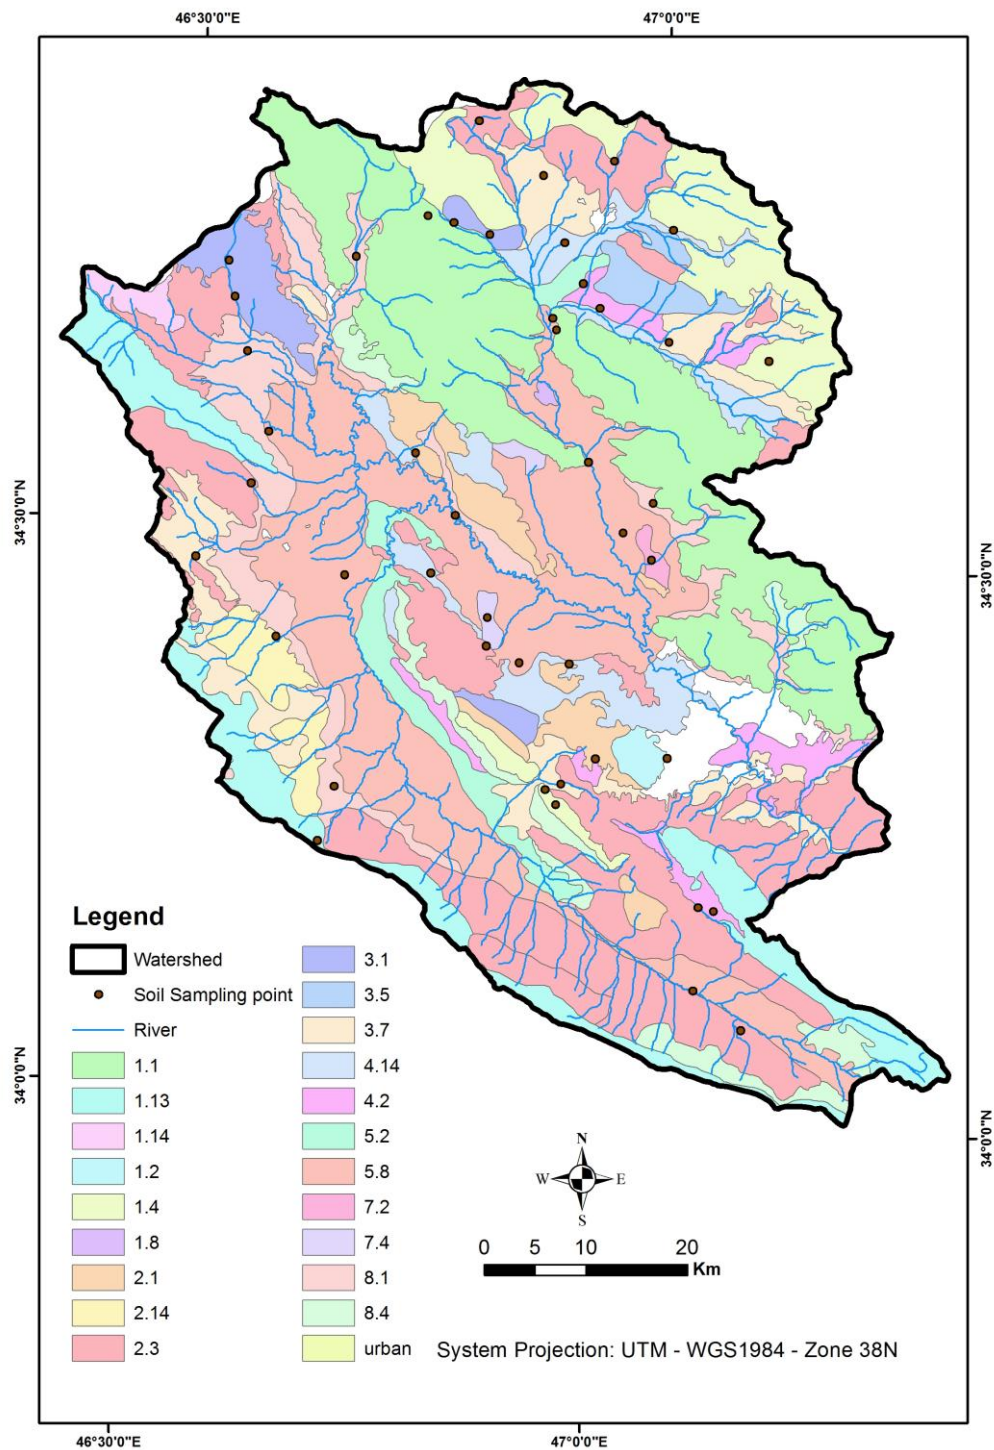 46°30'0"E
47°0'0"E
34°30'0"N
34°30'0"N
Legend
Watershed
Soil Sampling point
River
1.1
1.13
1.14
1.2
1.4
1.8
2.1
2.14
2.3
3.1
3.5
3.7
4.14
4.2
5.2
5.8
7.2
7.4
8.1
8.4
urban
34°0'0"N
34°0'0"N
N
W
E
S
0 5 10 20
Km
System Projection: UTM - WGS1984 - Zone 38N
46°30'0"E
47°0'0"E